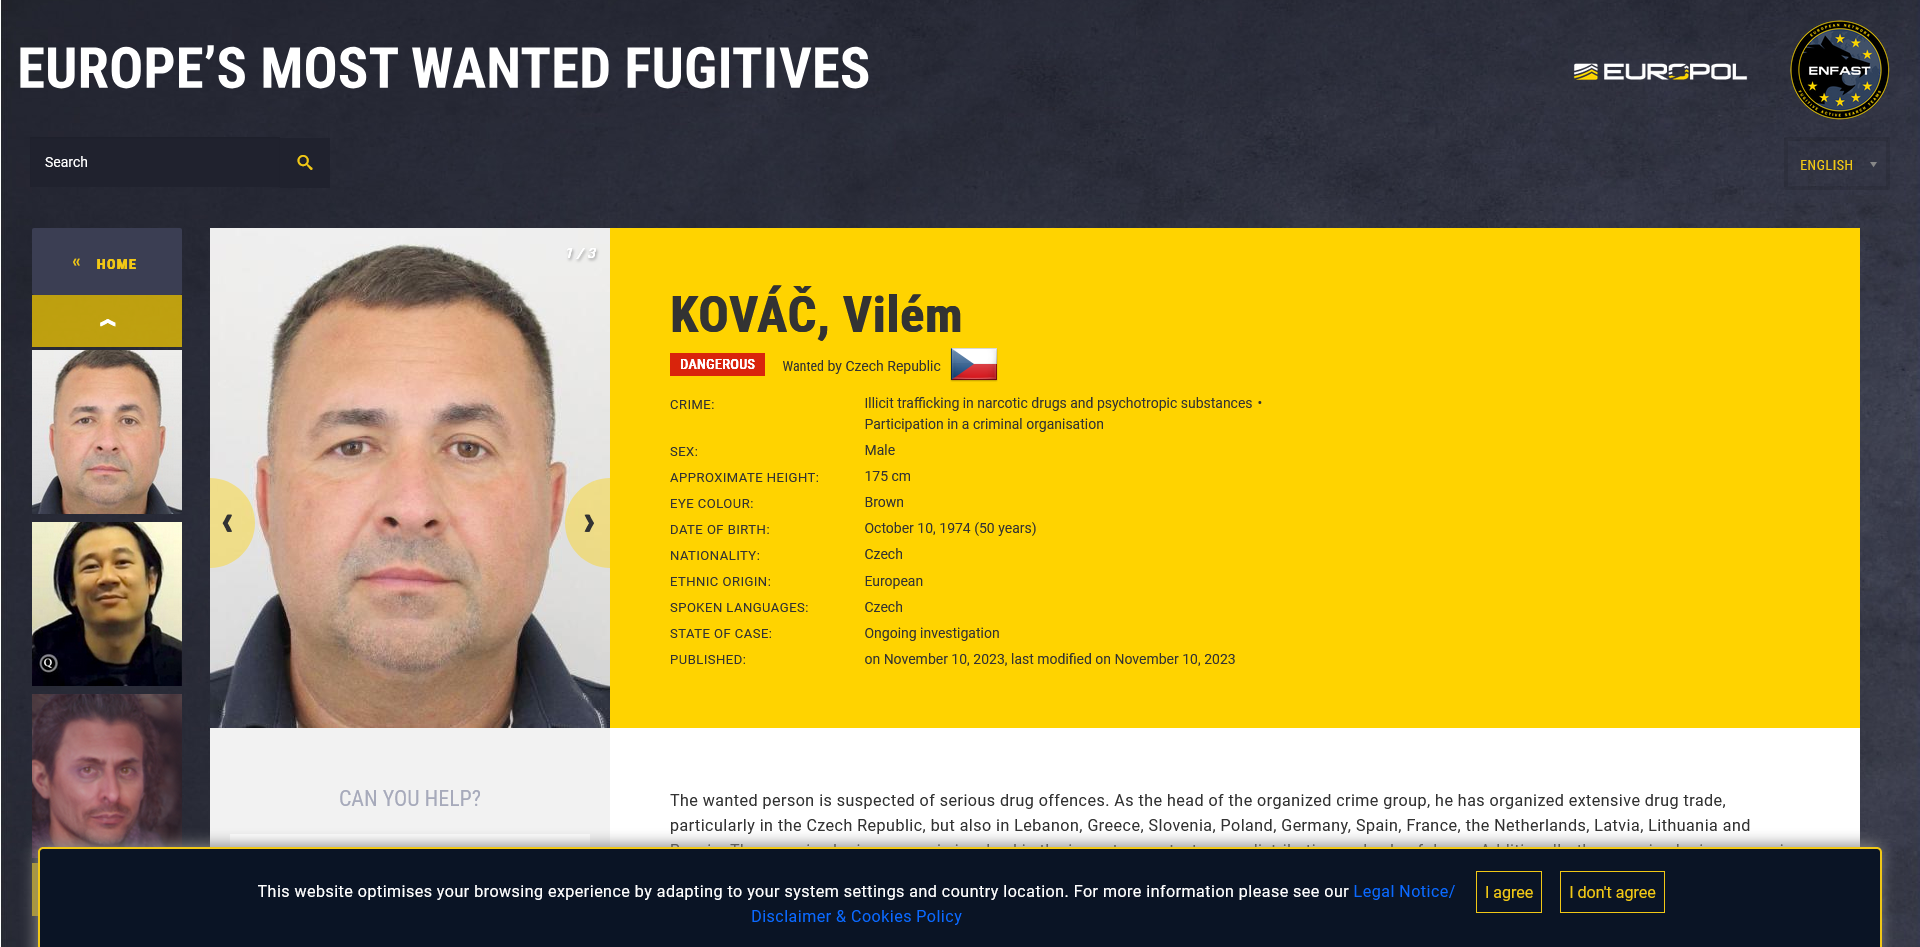 EUROPE’S MOST WANTED FUGITIVES
EUROPOL
ENFAST
Search
ENGLISH
« HOME
1 / 3
KOVÁČ, Vilém
DANGEROUS Wanted by Czech Republic
CRIME: Illicit trafficking in narcotic drugs and psychotropic substances •
Participation in a criminal organisation
SEX: Male
APPROXIMATE HEIGHT: 175 cm
EYE COLOUR: Brown
DATE OF BIRTH: October 10, 1974 (50 years)
NATIONALITY: Czech
ETHNIC ORIGIN: European
SPOKEN LANGUAGES: Czech
STATE OF CASE: Ongoing investigation
PUBLISHED: on November 10, 2023, last modified on November 10, 2023
Q
CAN YOU HELP?
The wanted person is suspected of serious drug offences. As the head of the organized crime group, he has organized extensive drug trade,
particularly in the Czech Republic, but also in Lebanon, Greece, Slovenia, Poland, Germany, Spain, France, the Netherlands, Latvia, Lithuania and
This website optimises your browsing experience by adapting to your system settings and country location. For more information please see our Legal Notice/
Disclaimer & Cookies Policy
I agree
I don't agree